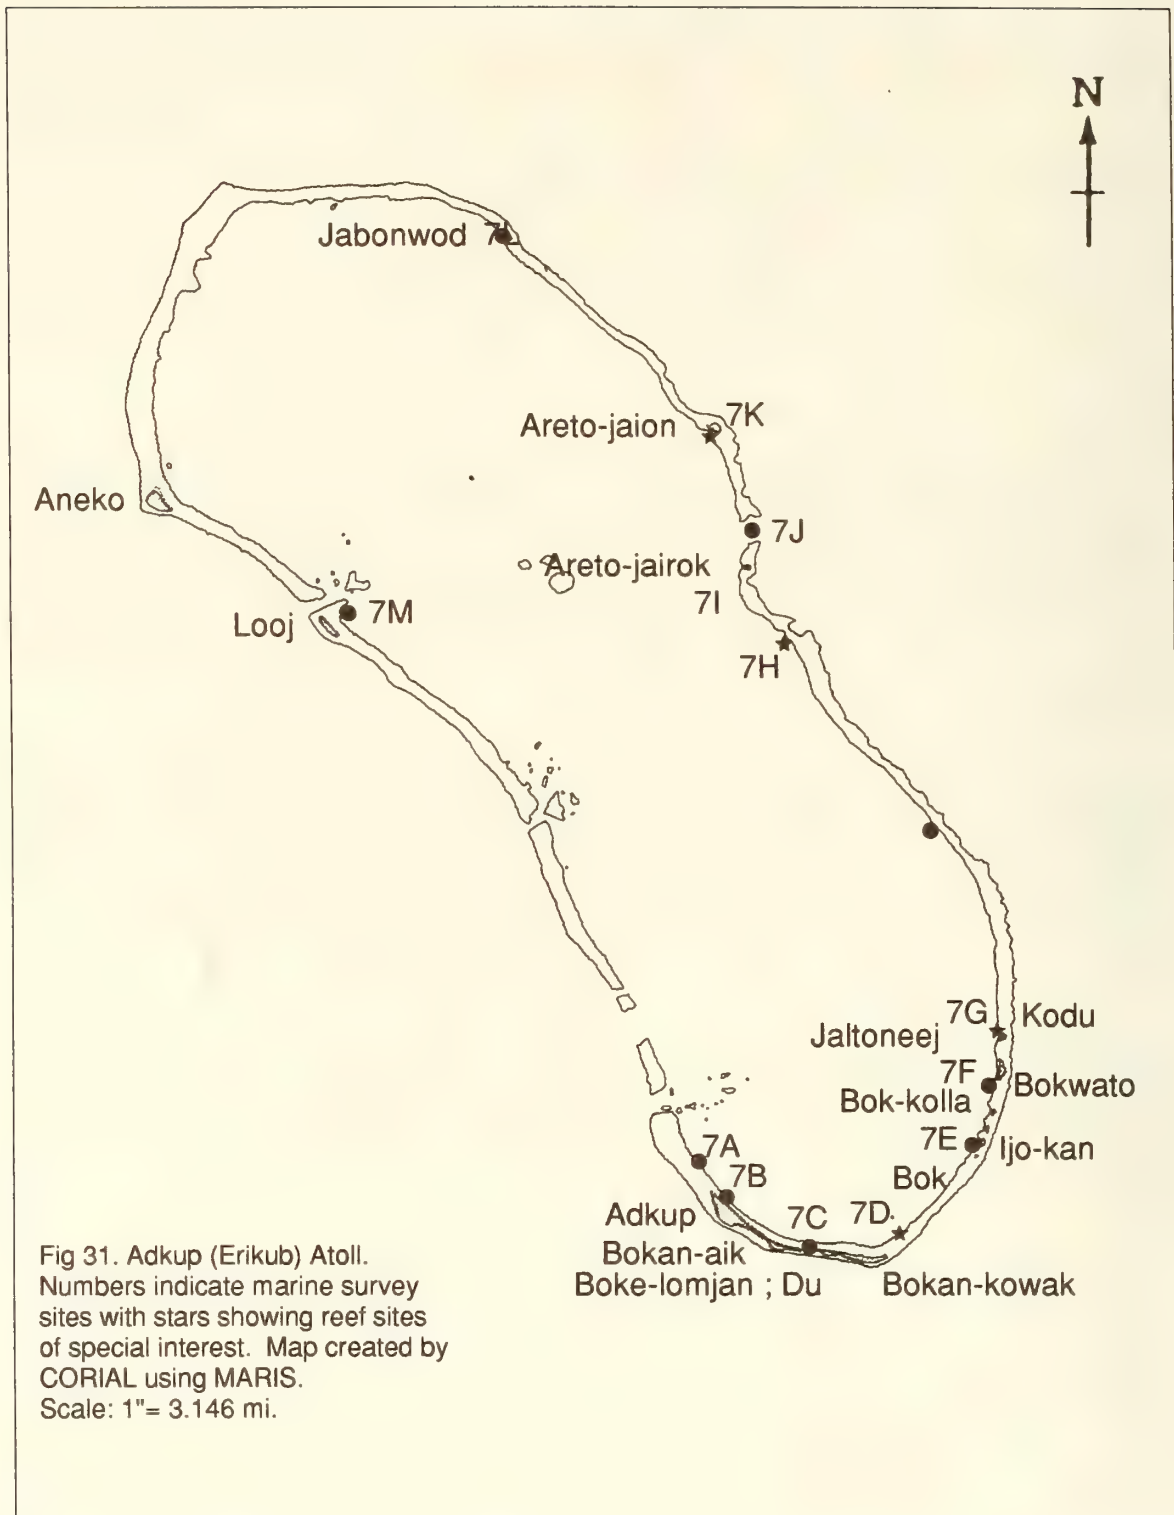 N
Jabonwod 7L
7K
Areto-jaion
Aneko
7J
Areto-jairok
7I
7M
Looj
7H
7G Kodu
Jaltoneej
7F Bokwato
Bok-kolla
7E Ijo-kan
7A
Bok
7B
Adkup 7C 7D.
Bokan-aik
Boke-lomjan ; Du Bokan-kowak
Fig 31. Adkup (Erikub) Atoll.
Numbers indicate marine survey
sites with stars showing reef sites
of special interest. Map created by
CORIAL using MARIS.
Scale: 1"= 3.146 mi.